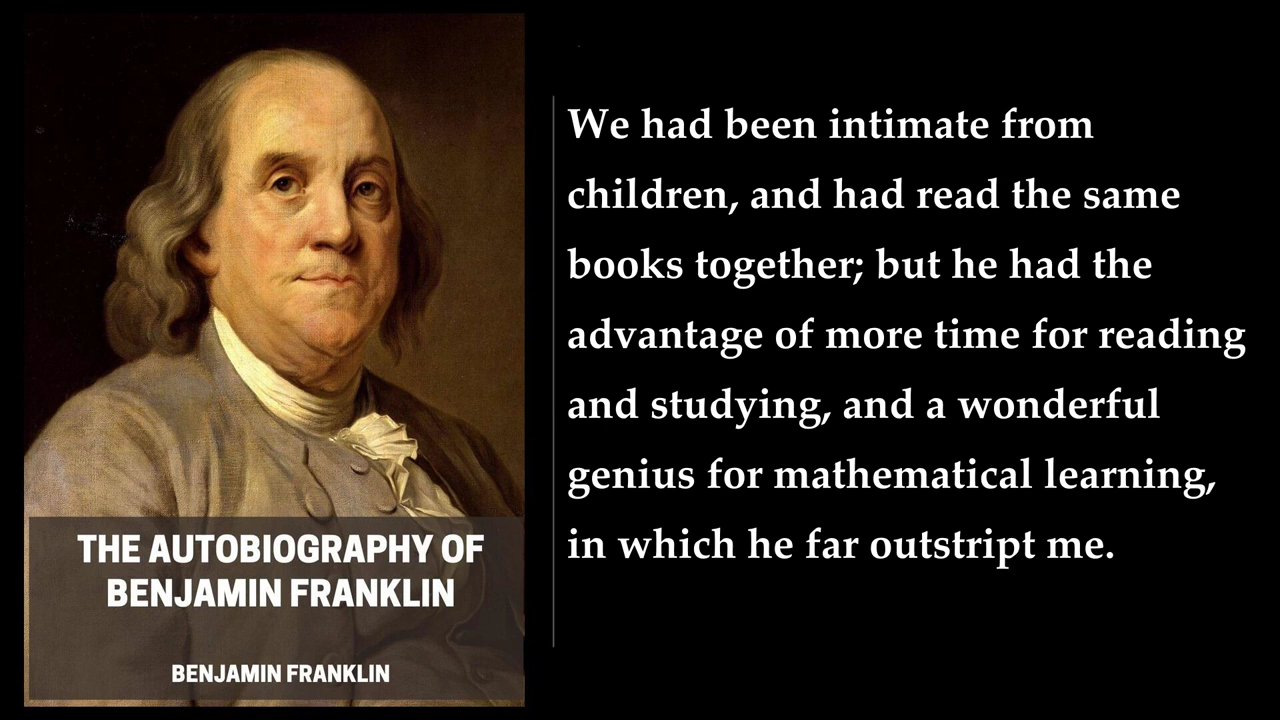 THE AUTOBIOGRAPHY OF
BENJAMIN FRANKLIN
BENJAMIN FRANKLIN
We had been intimate from
children, and had read the same
books together; but he had the
advantage of more time for reading
and studying, and a wonderful
genius for mathematical learning,
in which he far outstript me.